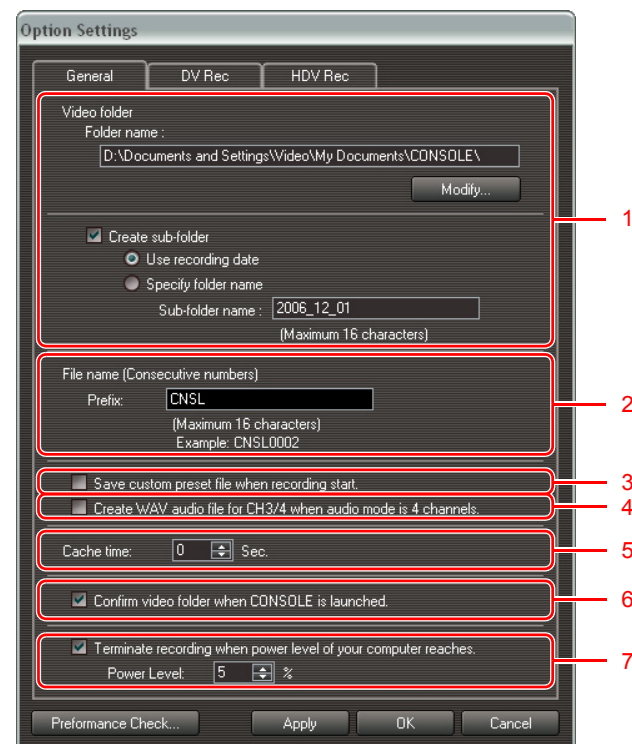 Option Settings
General DV Rec HDV Rec
Video folder
Folder name :
D:\Documents and Settings\Video\My Documents\CONSOLE\
Modify...
1
Create sub-folder
Use recording date
Specify folder name
Sub-folder name : 2006_12_01
(Maximum 16 characters)
File name (Consecutive numbers)
Prefix: CNSL
2
(Maximum 16 characters)
Example: CNSL0002
Save custom preset file when recording start. 3
Create WAV audio file for CH3/4 when audio mode is 4 channels. 4
Cache time: 0 Sec. 5
Confirm video folder when CONSOLE is launched. 6
Terminate recording when power level of your computer reaches.
7
Power Level: 5 %
Preformance Check... Apply OK Cancel